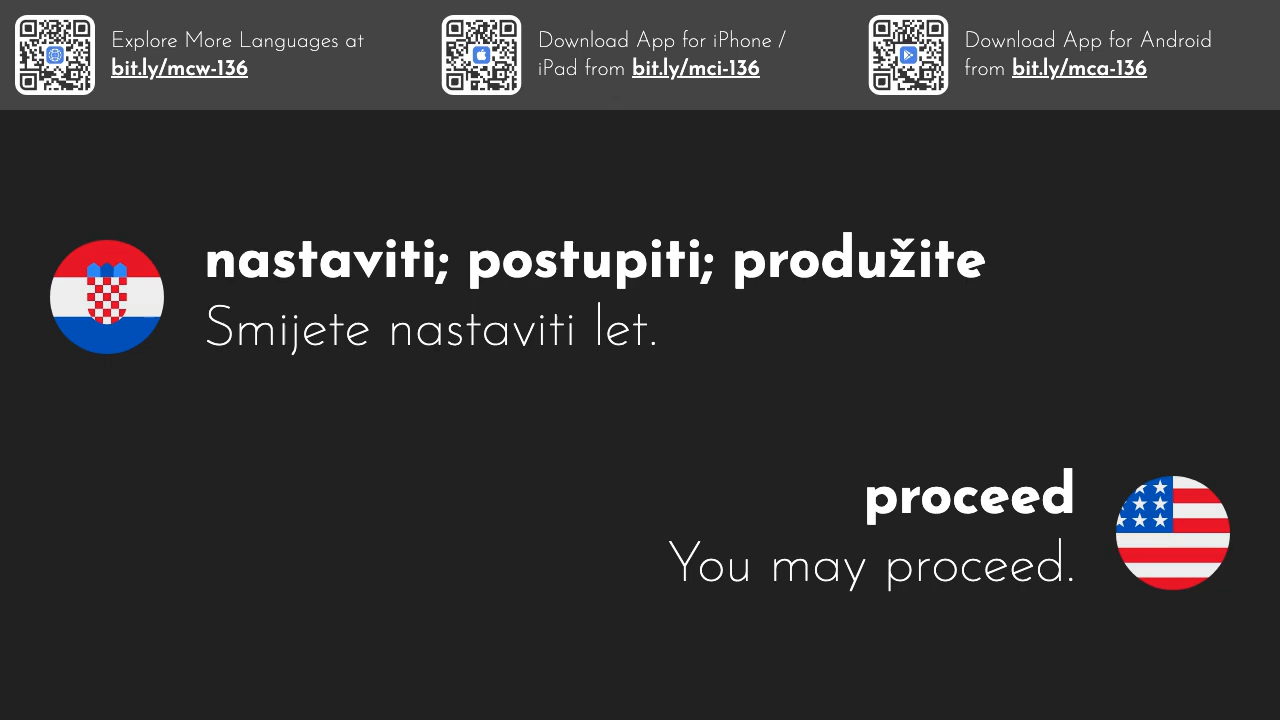 Explore More Languages at
bit.ly/mcw-136
Download App for iPhone /
iPad from bit.ly/mci-136
Download App for Android
from bit.ly/mca-136
nastaviti; postupiti; produžite
Smijete nastaviti let.
proceed
You may proceed.